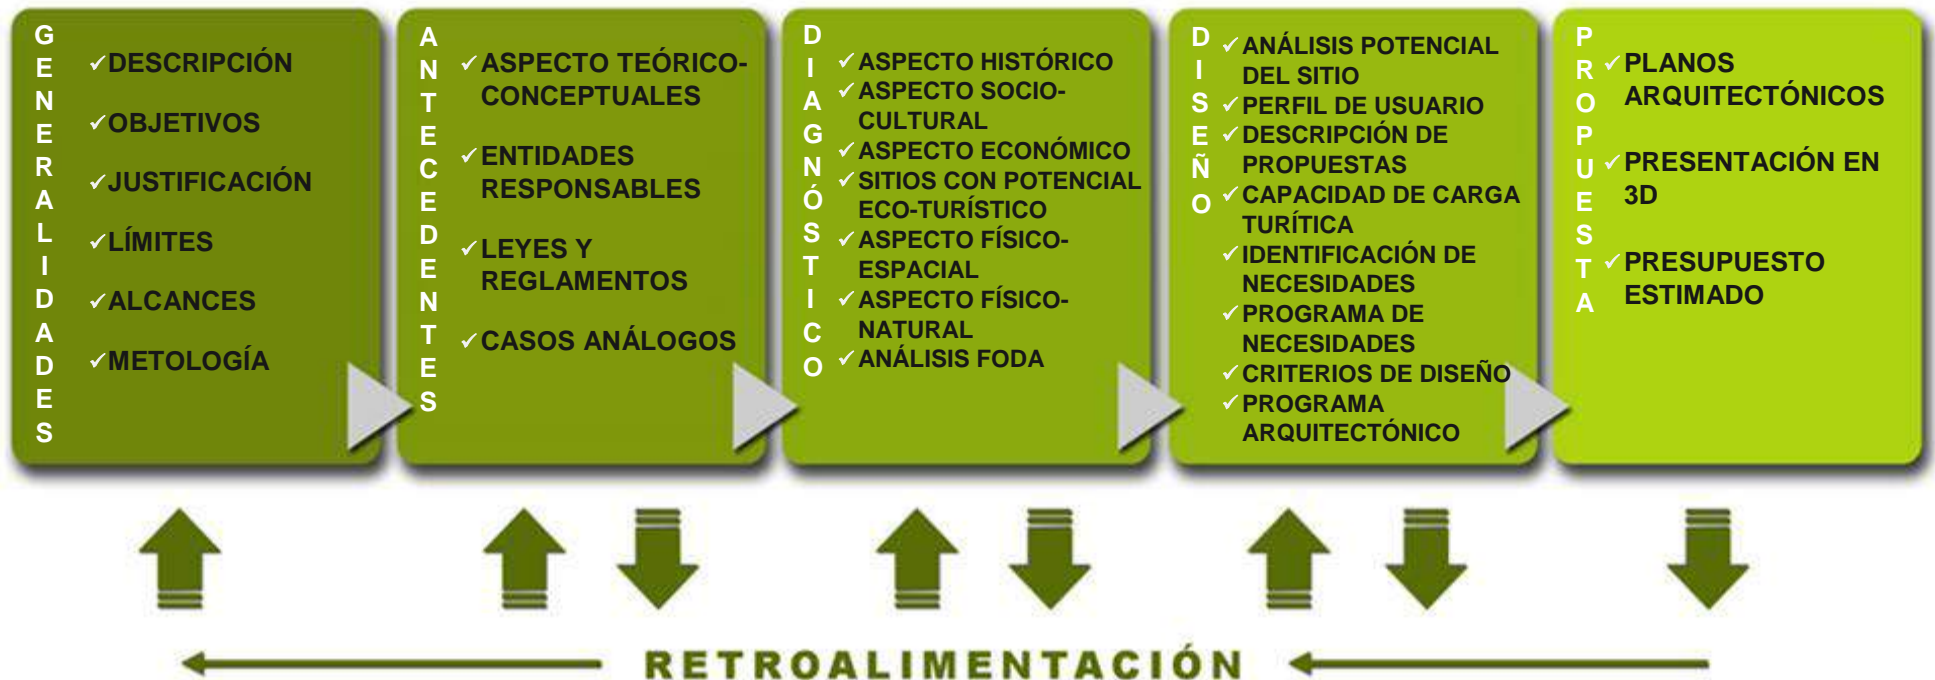 GENERALIDADES
✓DESCRIPCIÓN
✓OBJETIVOS
✓JUSTIFICACIÓN
✓LÍMITES
✓ALCANCES
✓METOLOGÍA
ANTECEDENTES
✓ASPECTO TEÓRICO-
CONCEPTUALES
✓ENTIDADES
RESPONSABLES
✓LEYES Y
REGLAMENTOS
✓CASOS ANÁLOGOS
DIAGNÓSTICO
✓ASPECTO HISTÓRICO
✓ASPECTO SOCIO-
CULTURAL
✓ASPECTO ECONÓMICO
✓SITIOS CON POTENCIAL
ECO-TURÍSTICO
✓ASPECTO FÍSICO-
ESPACIAL
✓ASPECTO FÍSICO-
NATURAL
✓ANÁLISIS FODA
DISEÑO
✓ANÁLISIS POTENCIAL
DEL SITIO
✓PERFIL DE USUARIO
✓DESCRIPCIÓN DE
PROPUESTAS
✓CAPACIDAD DE CARGA
TURÍTICA
✓IDENTIFICACIÓN DE
NECESIDADES
✓PROGRAMA DE
NECESIDADES
✓CRITERIOS DE DISEÑO
✓PROGRAMA
ARQUITECTÓNICO
PROPUESTA
✓PLANOS
ARQUITECTÓNICOS
✓PRESENTACIÓN EN
3D
✓PRESUPUESTO
ESTIMADO
RETROALIMENTACIÓN